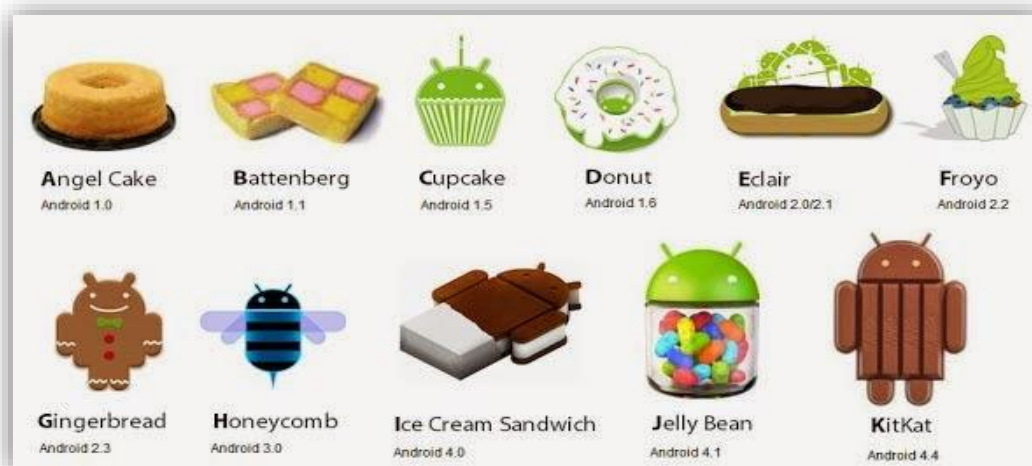 Angel Cake
Android 1.0
Battenberg
Android 1.1
Cupcake
Android 1.5
Donut
Android 1.6
Eclair
Android 2.0/2.1
Froyo
Android 2.2
Gingerbread
Android 2.3
Honeycomb
Android 3.0
Ice Cream Sandwich
Android 4.0
Jelly Bean
Android 4.1
KitKat
Android 4.4